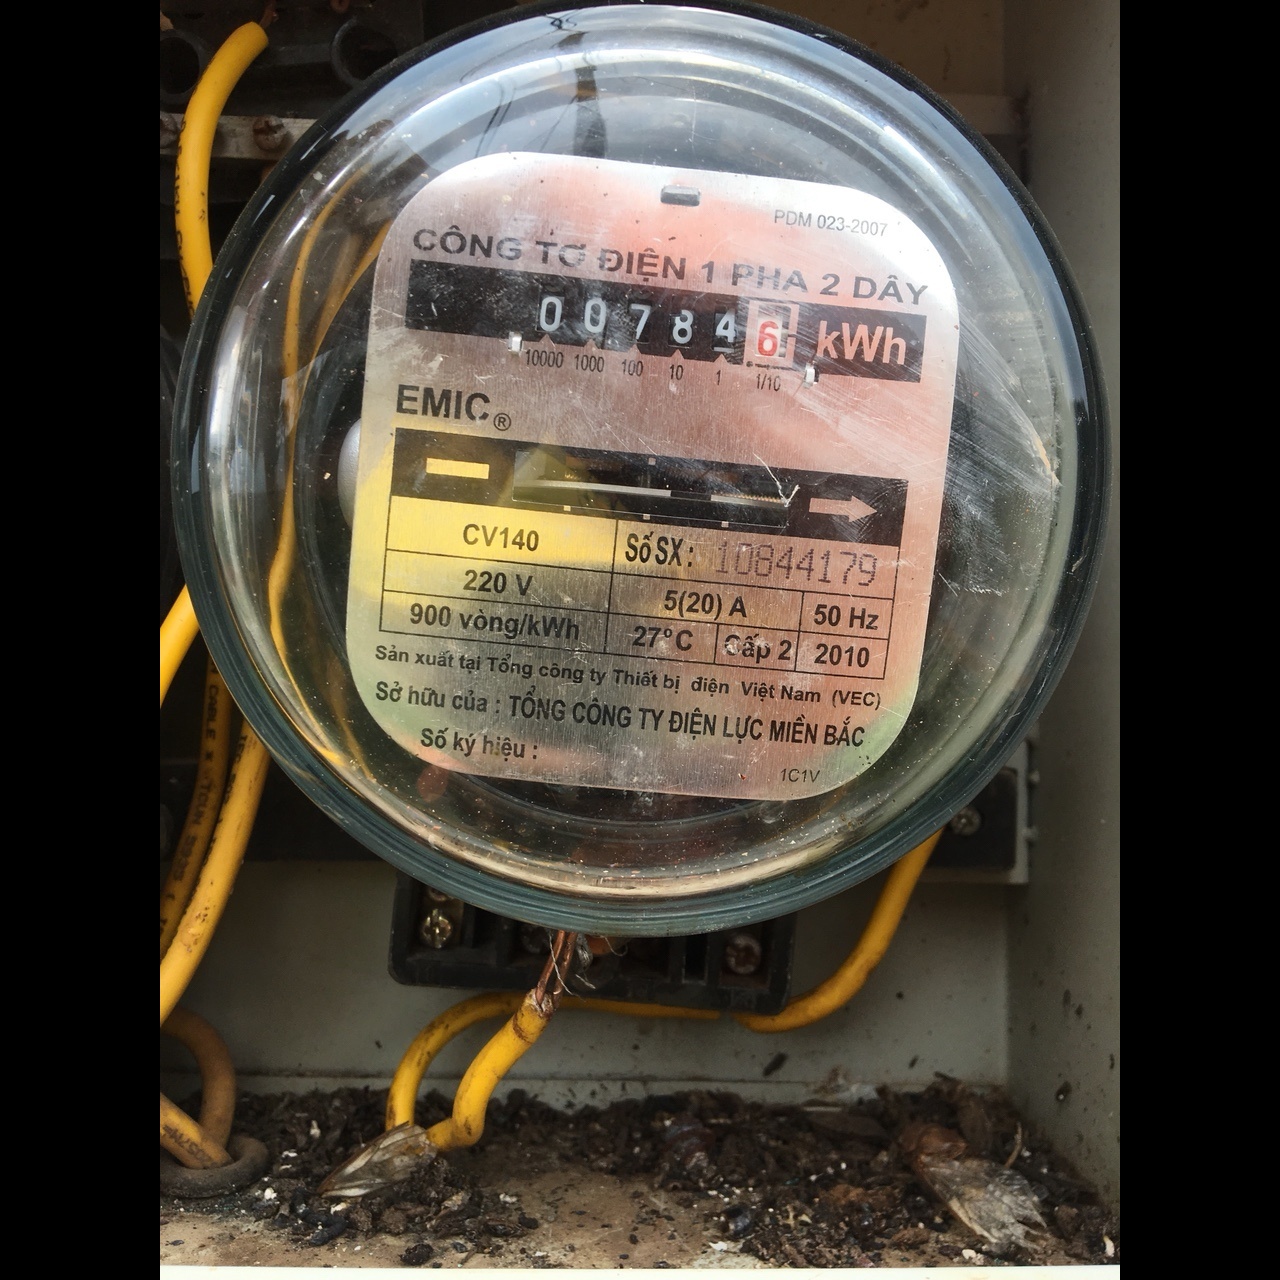 PDM 023-2007
CÔNG TƠ ĐIỆN 1 PHA 2 DÂY
0 0 7 8 4 6 kWh
10000 1000 100 10 1 1/10
EMIC ®
CV140 Số SX : 10844179
220 V 5(20) A 50 Hz
900 vòng/kWh 27°C Cấp 2 2010
Sản xuất tại Tổng công ty Thiết bị điện Việt Nam (VEC)
Sở hữu của : TỔNG CÔNG TY ĐIỆN LỰC MIỀN BẮC
Số ký hiệu :
1C1V